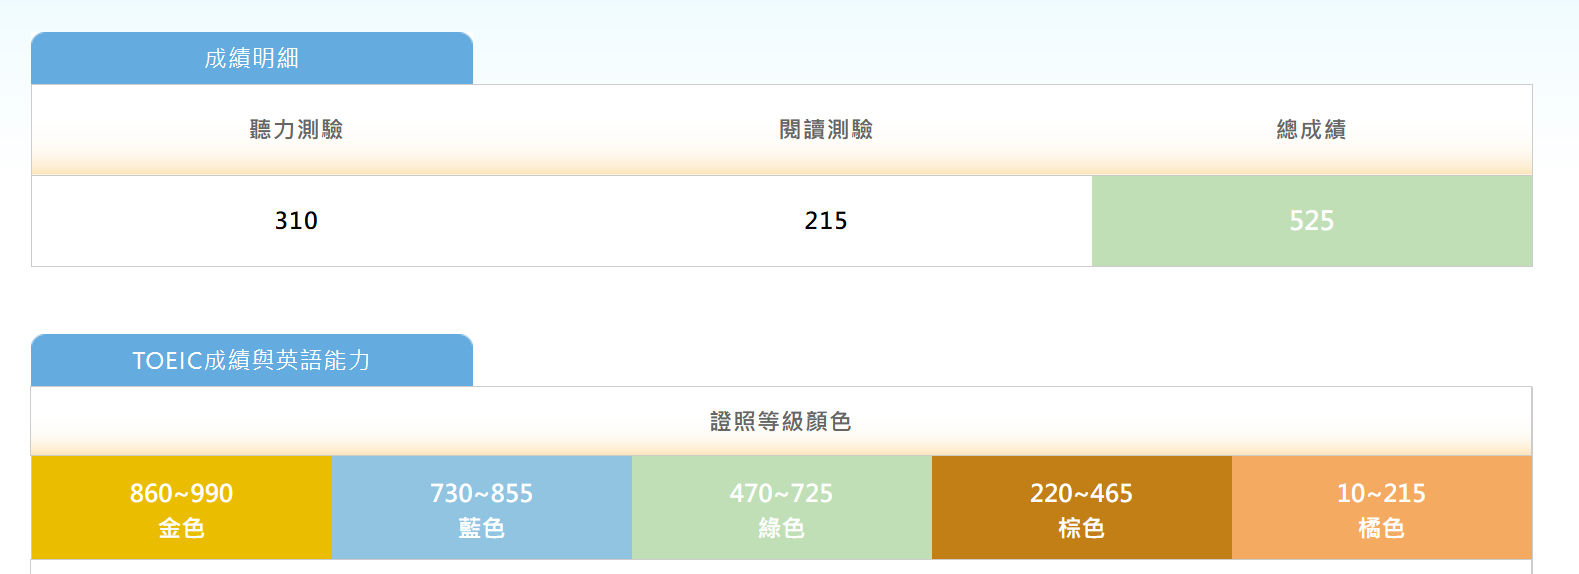 成績明細
聽力測驗 閱讀測驗 總成績
310 215 525
TOEIC成績與英語能力
證照等級顏色
860~990 730~855 470~725 220~465 10~215
金色 藍色 綠色 棕色 橘色